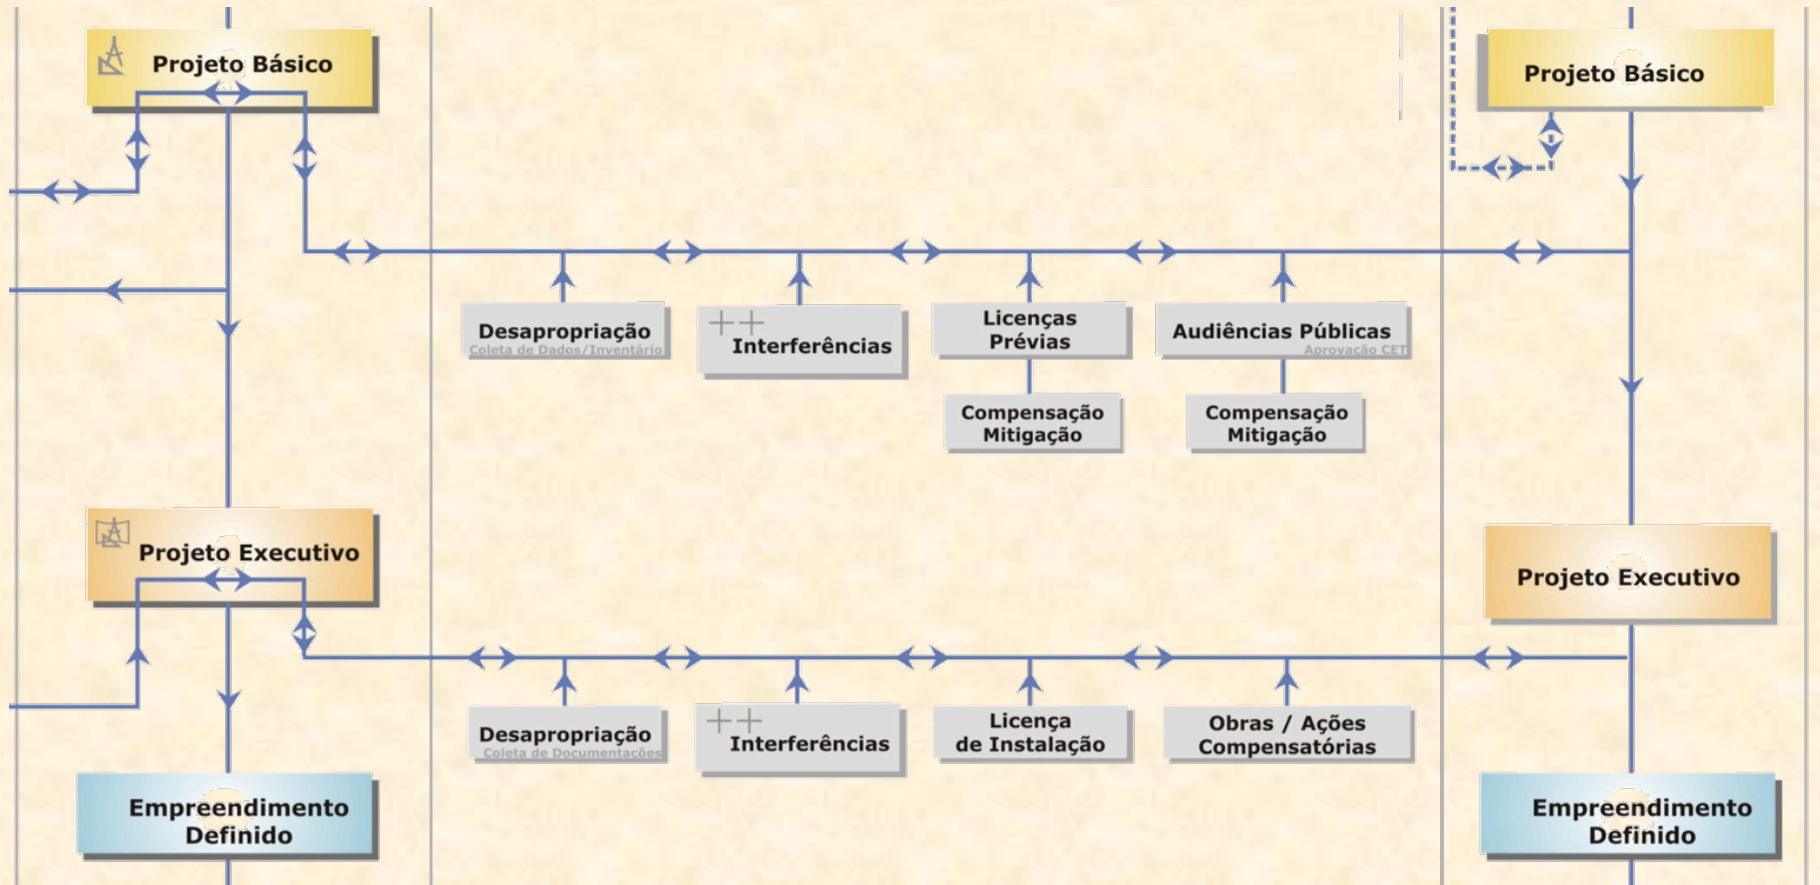 Projeto Básico
Projeto Básico
Desapropriação
Coleta de Dados/Inventário
Interferências
Licenças
Prévias
Audiências Públicas
Aprovação CET
Compensação
Mitigação
Compensação
Mitigação
Projeto Executivo
Projeto Executivo
Desapropriação
Coleta de Documentações
Interferências
Licença
de Instalação
Obras / Ações
Compensatórias
Empreendimento
Definido
Empreendimento
Definido